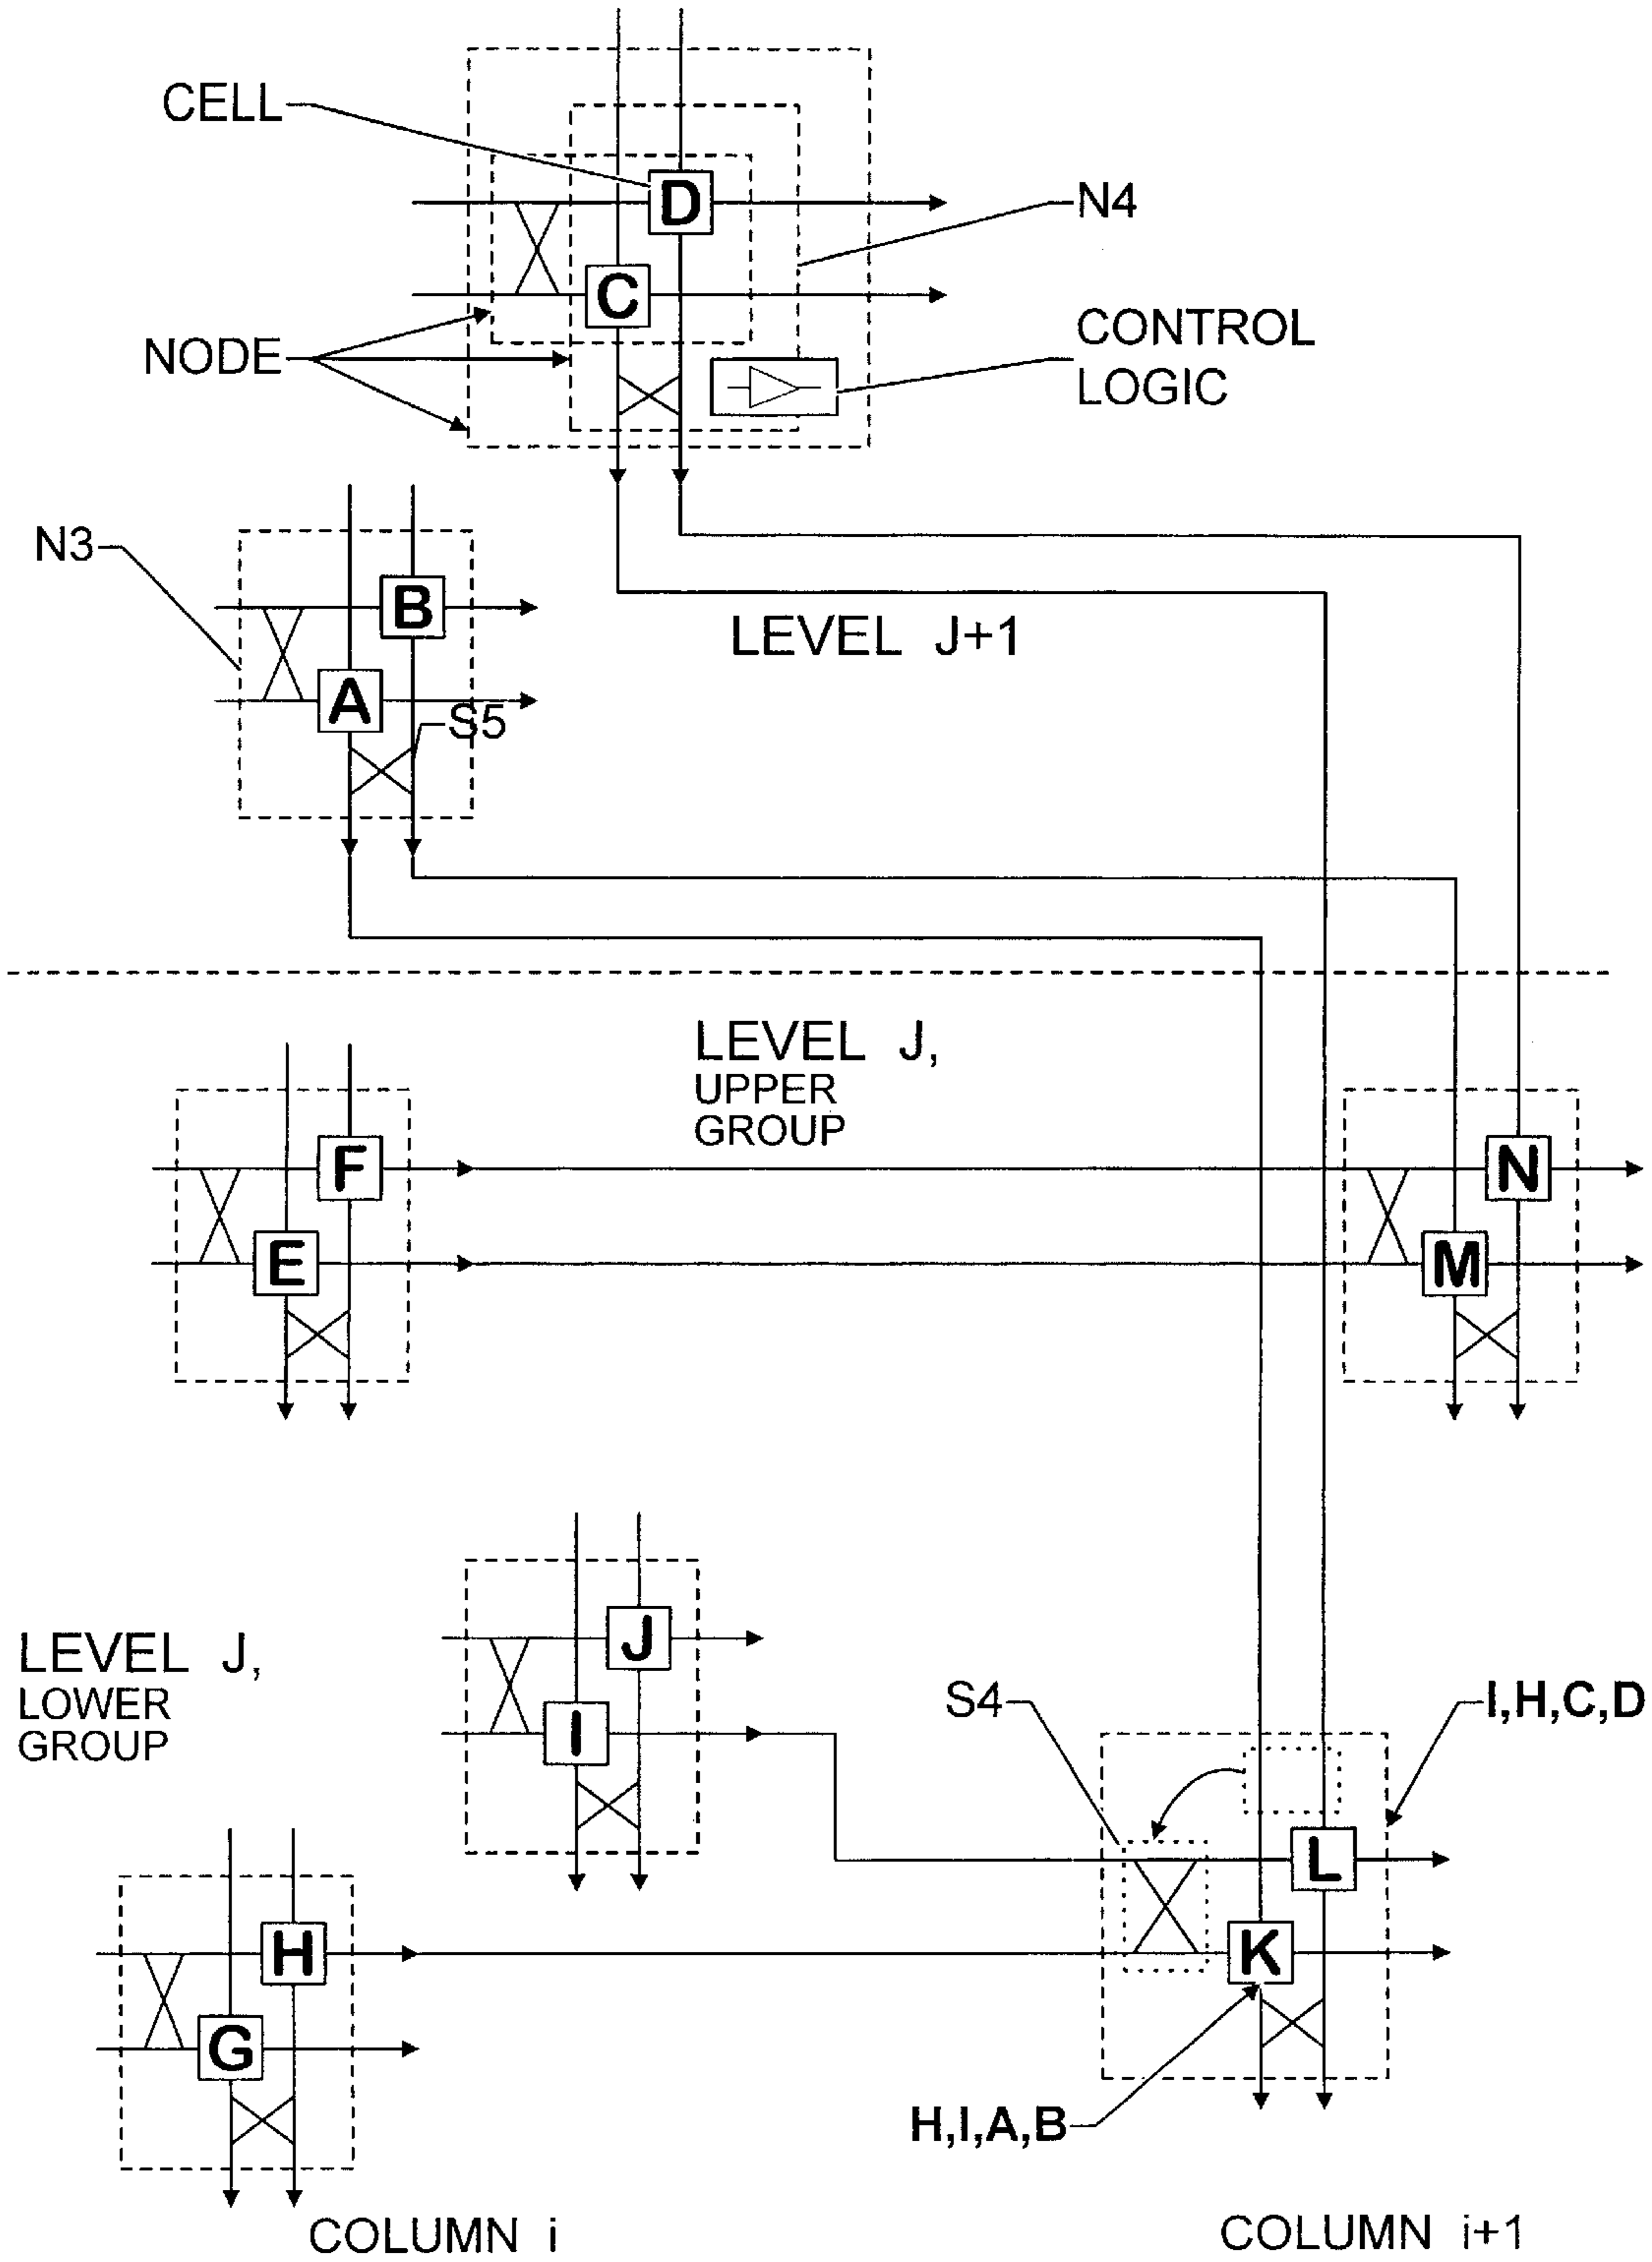 CELL
D
N4
C
CONTROL
LOGIC
NODE
N3
B
LEVEL J+1
A
S5
LEVEL J,
UPPER
GROUP
F
N
E
M
J
LEVEL J,
LOWER
GROUP
I
S4
I,H,C,D
L
H
K
G
H,I,A,B
COLUMN i
COLUMN i+1